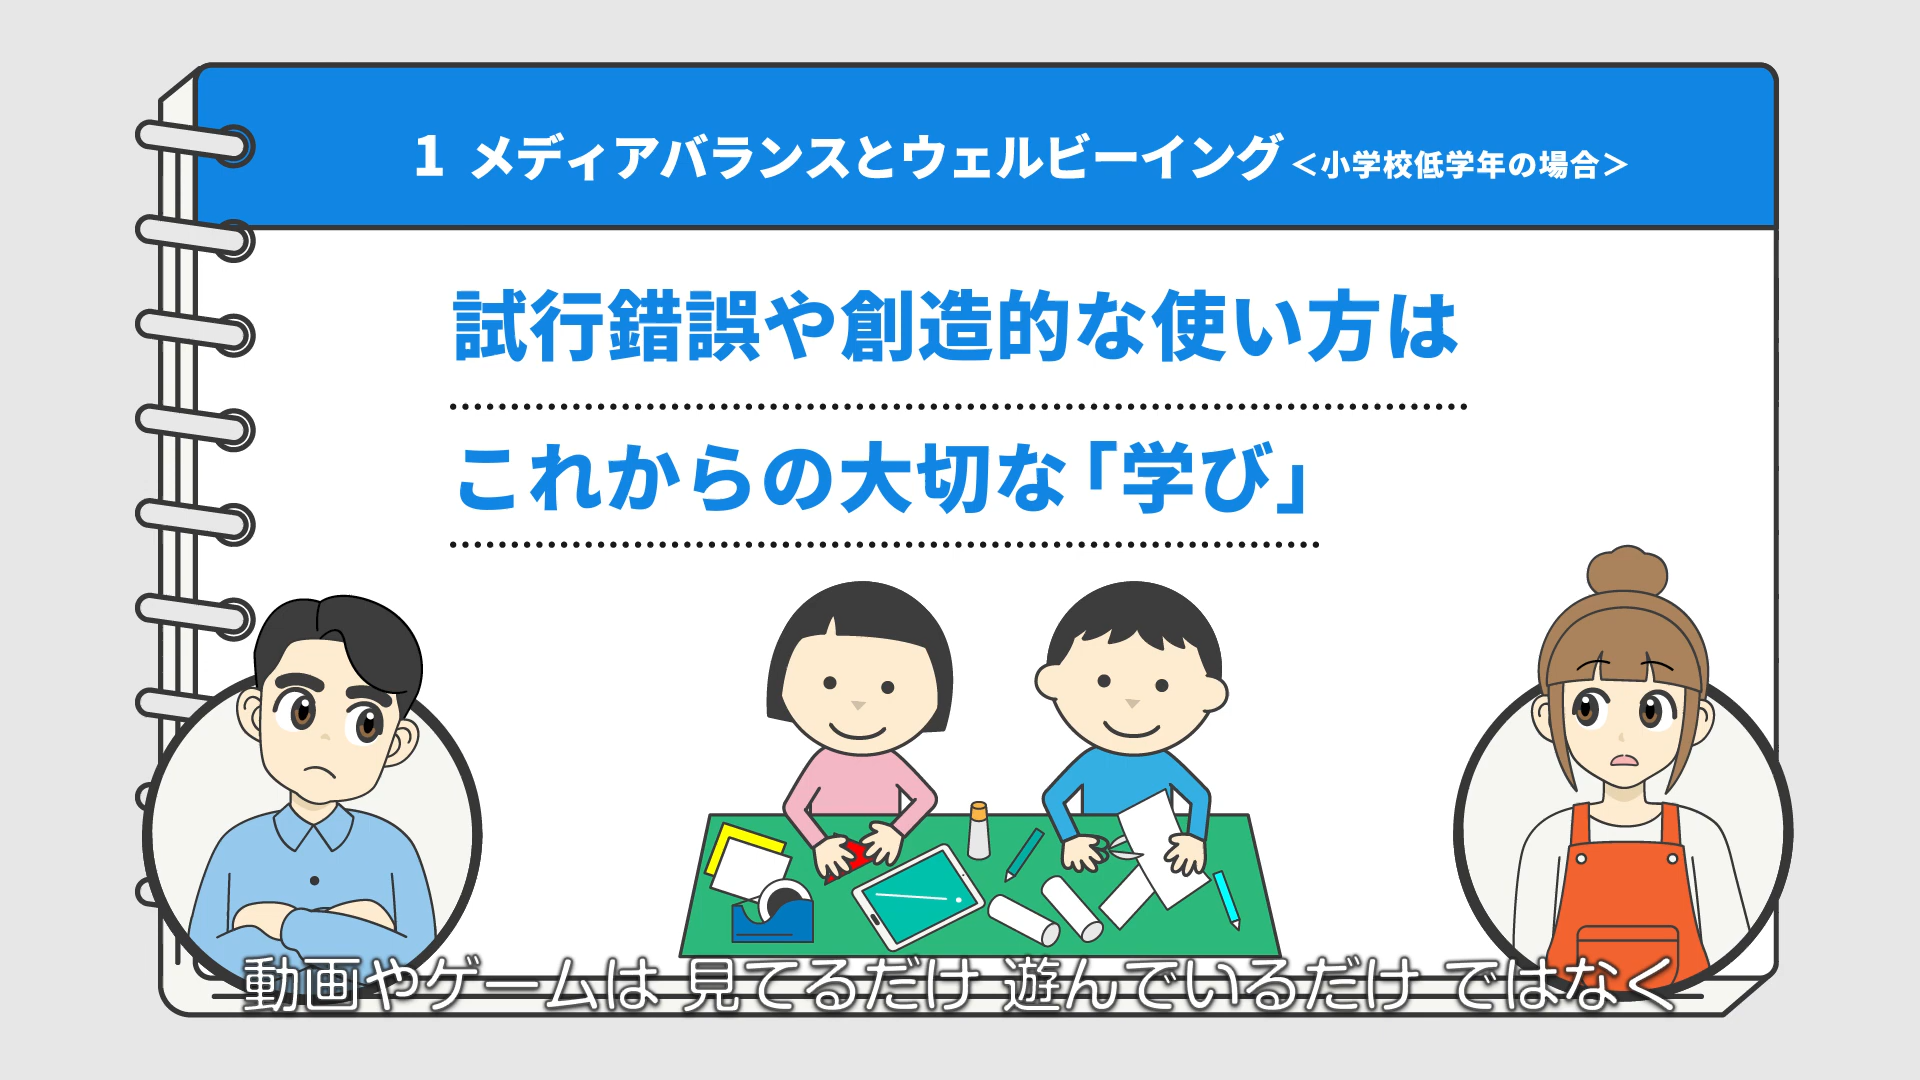 1 メディアバランスとウェルビーイング＜小学校低学年の場合＞
試行錯誤や創造的な使い方は
これからの大切な「学び」
動画やゲームは 見てるだけ 遊んでいるだけ ではなく